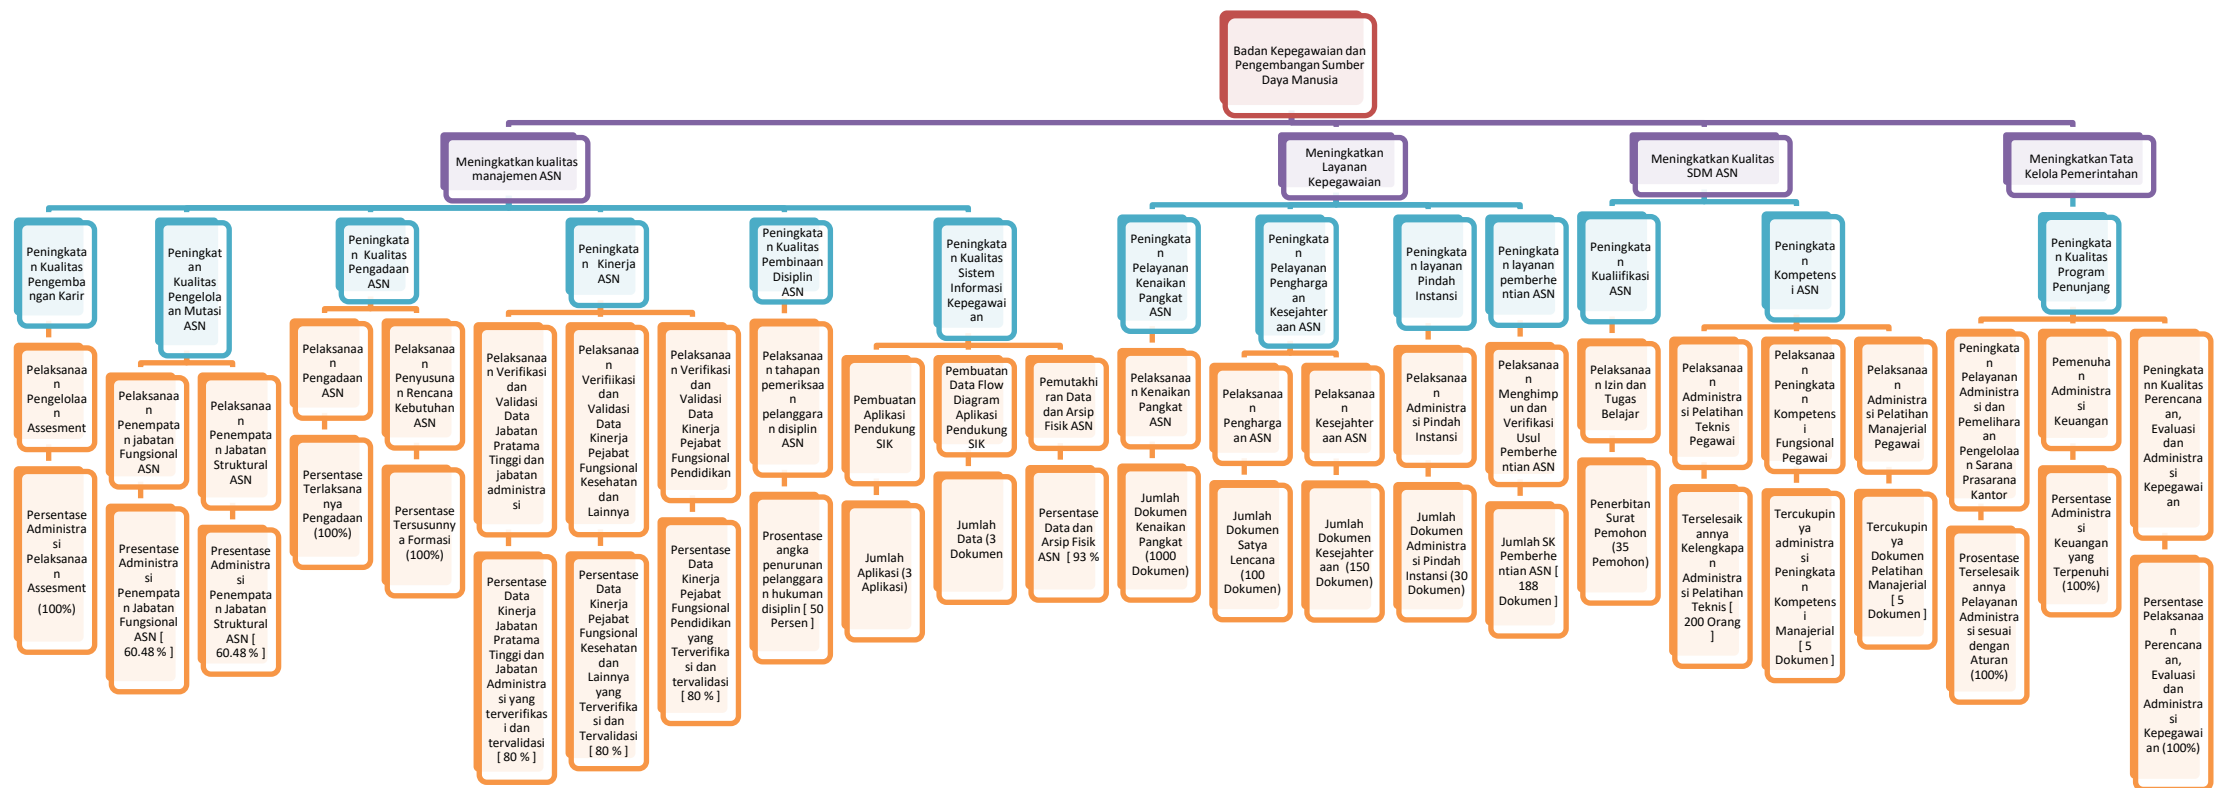 Badan Kepegawaian dan
Pengembangan Sumber
Daya Manusia
Meningkatkan kualitas
manajemen ASN
Meningkatkan
Layanan
Kepegawaian
Meningkatkan Kualitas
SDM ASN
Meningkatkan Tata
Kelola Pemerintahan
Peningkata
n Kualitas
Pengemba
ngan Karir
Peningkat
an
Kualitas
Pengelola
an Mutasi
ASN
Peningkata
n Kualitas
Pengadaan
ASN
Peningkata
n Kinerja
ASN
Peningkata
n Kualitas
Pembinaan
Disiplin
ASN
Peningkata
n Kualitas
Sistem
Informasi
Kepegawai
an
Peningkata
n
Pelayanan
Kenaikan
Pangkat
ASN
Peningkata
n
Pelayanan
Pengharga
an
Kesejahter
aan ASN
Peningkata
n layanan
Pindah
Instansi
Peningkata
n layanan
pemberhe
ntian ASN
Peningkata
n
Kualiifikasi
ASN
Peningkata
n
Kompetens
i ASN
Peningkata
n Kualitas
Program
Penunjang
Pelaksanaa
n
Pengelolaa
n
Assesment
Pelaksanaa
n
Penempata
n jabatan
Fungsional
ASN
Pelaksanaa
n
Penempata
n Jabatan
Struktural
ASN
Pelaksanaa
n
Pengadaan
ASN
Pelaksanaa
n
Penyusuna
n Rencana
Kebutuhan
ASN
Pelaksanaa
n Verifikasi
dan
Validasi
Data
Jabatan
Pratama
Tinggi dan
jabatan
administra
si
Pelaksanaa
n
Verifiikasi
dan
Validasi
Data
Kinerja
Pejabat
Fungsional
Kesehatan
dan
Lainnya
Pelaksanaa
n Verifikasi
dan
Validasi
Data
Kinerja
Pejabat
Fungsional
Pendidikan
Pelaksanaa
n tahapan
pemeriksaa
n
pelanggara
n disiplin
ASN
Pembuatan
Aplikasi
Pendukung
SIK
Pembuatan
Data Flow
Diagram
Aplikasi
Pendukung
SIK
Pemutakhi
ran Data
dan Arsip
Fisik ASN
Pelaksanaa
n Kenaikan
Pangkat
ASN
Pelaksanaa
n
Pengharga
an ASN
Pelaksanaa
n
Kesejahter
aan ASN
Pelaksanaa
n
Administra
si Pindah
Instansi
Pelaksanaa
n
Menghimp
un dan
Verifikasi
Usul
Pemberhe
ntian ASN
Pelaksanaa
n Izin dan
Tugas
Belajar
Pelaksanaa
n
Administra
si Pelatihan
Teknis
Pegawai
Pelaksanaa
n
Peningkata
n
Kompetens
i
Fungsional
Pegawai
Pelaksanaa
n
Administra
si Pelatihan
Manajerial
Pegawai
Peningkata
n
Pelayanan
Administra
si dan
Pemelihara
an
Pengelolaa
n Sarana
Prasarana
Kantor
Pemenuha
n
Administra
si
Keuangan
Peningkata
nn Kualitas
Perencana
an,
Evaluasi
dan
Administra
si
Kepegawai
an
Persentase
Administra
si
Pelaksanaa
n
Assesment
(100%)
Presentase
Administra
si
Penempata
n Jabatan
Fungsional
ASN [
60.48 % ]
Presentase
Administra
si
Penempata
n Jabatan
Struktural
ASN [
60.48 % ]
Persentase
Terlaksana
nya
Pengadaan
(100%)
Persentase
Tersusunny
a Formasi
(100%)
Persentase
Data
Kinerja
Jabatan
Pratama
Tinggi dan
Jabatan
Administra
si yang
terverifikas
i dan
tervalidasi
[ 80 % ]
Persentase
Data
Kinerja
Pejabat
Fungsional
Kesehatan
dan
Lainnya
yang
Terverifika
si dan
Tervalidasi
[ 80 % ]
Persentase
Data
Kinerja
Pejabat
Fungsional
Pendidikan
yang
Terverifika
si dan
tervalidasi
[ 80 % ]
Prosentase
angka
penurunan
pelanggara
n hukuman
disiplin [ 50
Persen ]
Jumlah
Aplikasi (3
Aplikasi)
Jumlah
Data (3
Dokumen
Persentase
Data dan
Arsip Fisik
ASN [ 93 %
Jumlah
Dokumen
Kenaikan
Pangkat
(1000
Dokumen)
Jumlah
Dokumen
Satya
Lencana
(100
Dokumen)
Jumlah
Dokumen
Kesejahter
aan (150
Dokumen)
Jumlah
Dokumen
Administra
si Pindah
Instansi (30
Dokumen)
Jumlah SK
Pemberhe
ntian ASN [
188
Dokumen ]
Penerbitan
Surat
Pemohon
(35
Pemohon)
Terselesaik
annya
Kelengkapa
n
Administra
si Pelatihan
Teknis [
200 Orang
]
Tercukupin
ya
administra
si
Peningkata
n
Kompetens
i
Manajerial
[ 5
Dokumen ]
Tercukupin
ya
Dokumen
Pelatihan
Manajerial
[ 5
Dokumen ]
Prosentase
Terselesaik
annya
Pelayanan
Administra
si sesuai
dengan
Aturan
(100%)
Persentase
Administra
si
Keuangan
yang
Terpenuhi
(100%)
Persentase
Pelaksanaa
n
Perencana
an,
Evaluasi
dan
Administra
si
Kepegawai
an (100%)